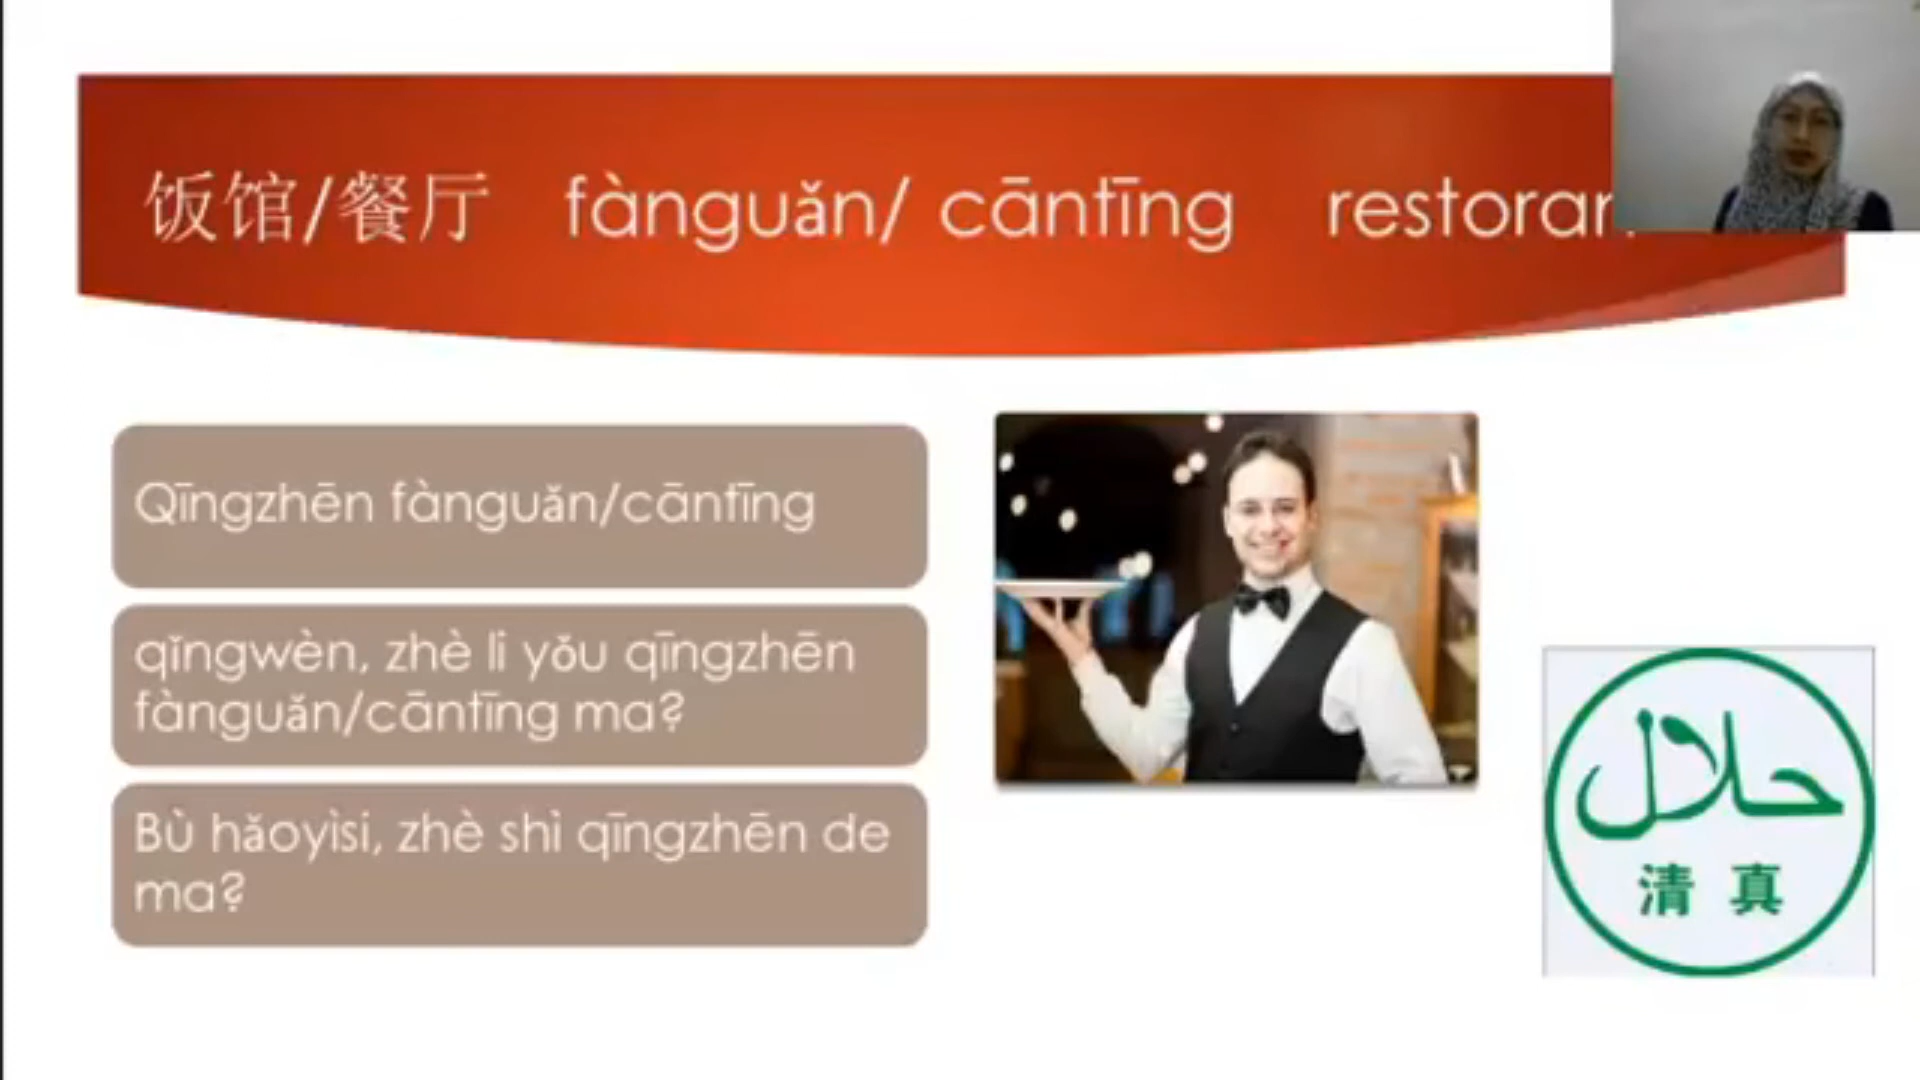 饭馆/餐厅 fànguǎn/ cāntīng restoran
Qīngzhēn fànguǎn/cāntīng
qǐngwèn, zhè li yǒu qīngzhēn
fànguǎn/cāntīng ma?
Bù hǎoyìsi, zhè shì qīngzhēn de
ma?
حلال
清真